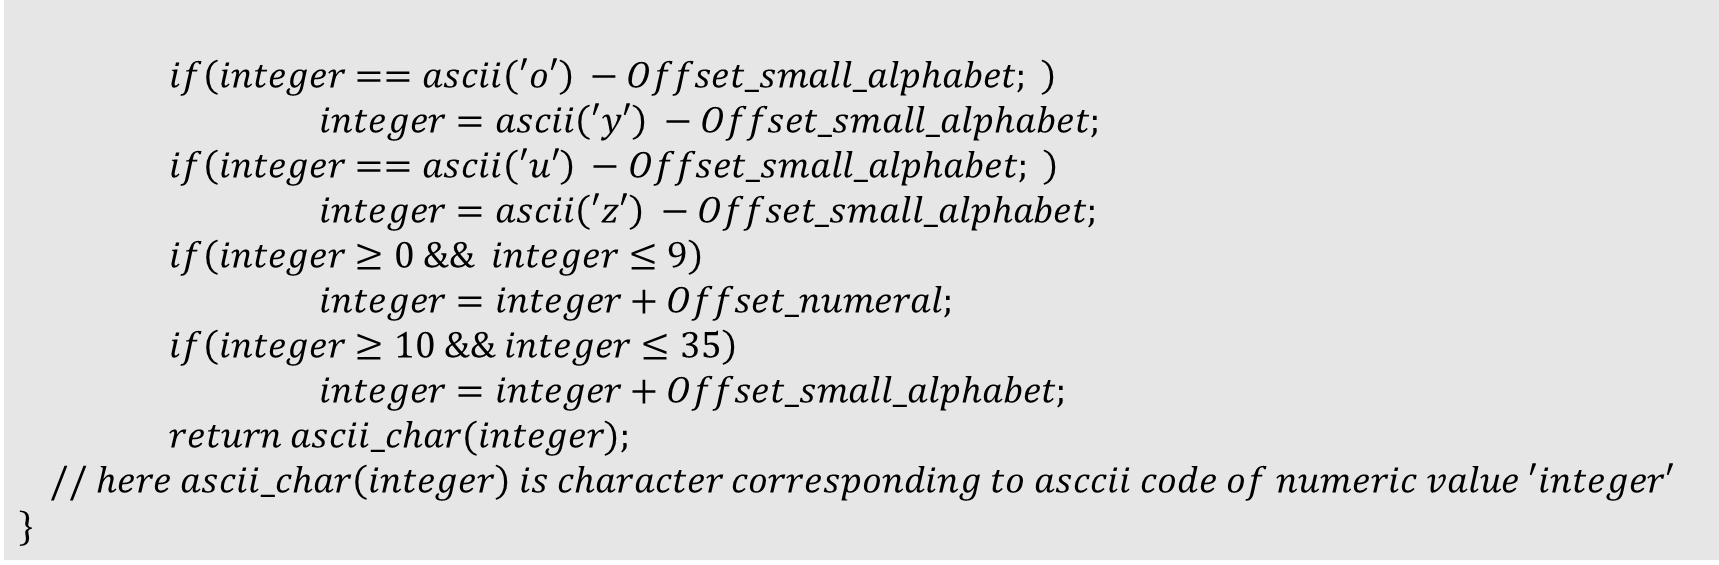 if(integer == ascii('o') − Offset_small_alphabet; )
integer = ascii('y') − Offset_small_alphabet;
if(integer == ascii('u') − Offset_small_alphabet; )
integer = ascii('z') − Offset_small_alphabet;
if(integer ≥ 0 && integer ≤ 9)
integer = integer + Offset_numeral;
if(integer ≥ 10 && integer ≤ 35)
integer = integer + Offset_small_alphabet;
return ascii_char(integer);
// here ascii_char(integer) is character corresponding to asccii code of numeric value 'integer'
}